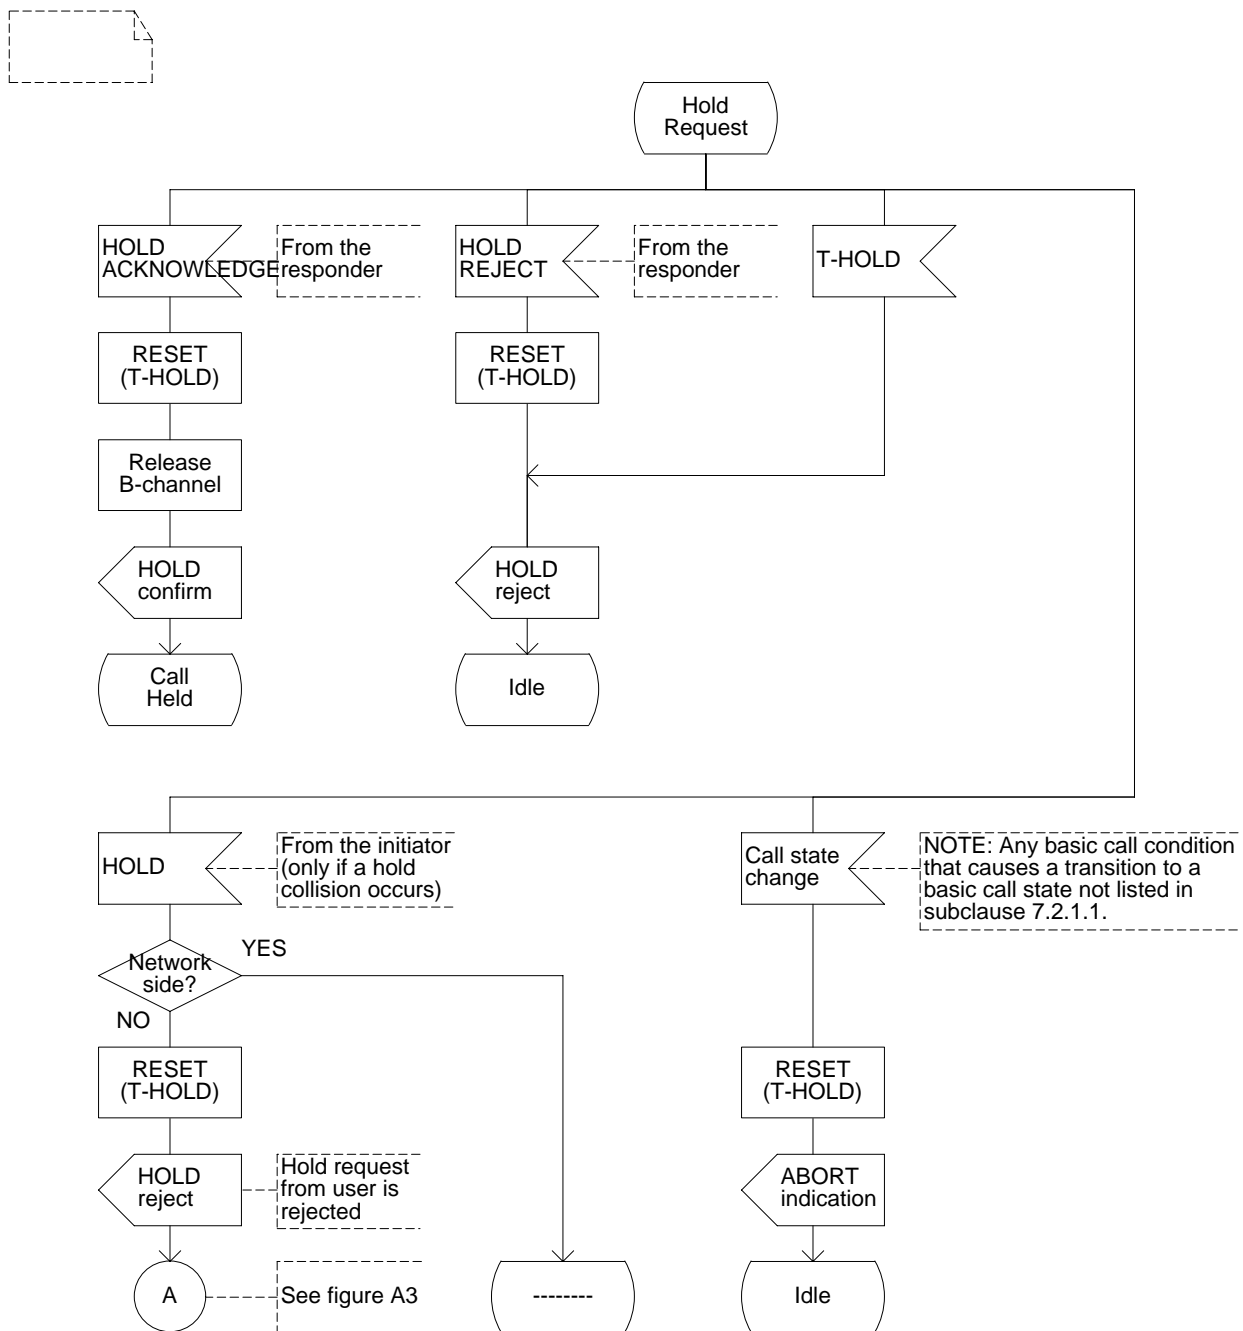 Hold
Request
HOLD
ACKNOWLEDGE
From the
responder
HOLD
REJECT
From the
responder
T-HOLD
RESET
(T-HOLD)
RESET
(T-HOLD)
Release
B-channel
HOLD
confirm
HOLD
reject
Call
Held
Idle
HOLD
From the initiator
(only if a hold
collision occurs)
Call state
change
NOTE: Any basic call condition
that causes a transition to a
basic call state not listed in
subclause 7.2.1.1.
Network
side?
YES
NO
RESET
(T-HOLD)
RESET
(T-HOLD)
HOLD
reject
Hold request
from user is
rejected
ABORT
indication
A
See figure A3
--------
Idle